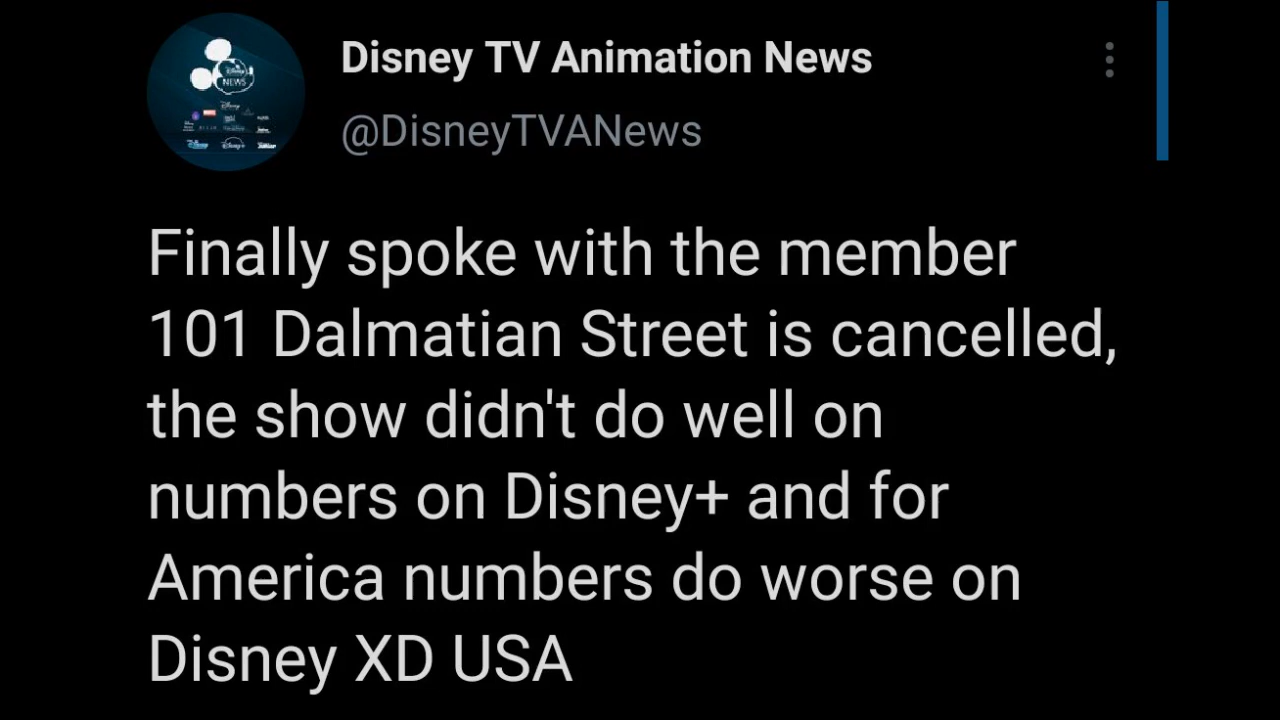 Disney TV Animation News
@DisneyTVANews
NEWS
Finally spoke with the member
101 Dalmatian Street is cancelled,
the show didn't do well on
numbers on Disney+ and for
America numbers do worse on
Disney XD USA